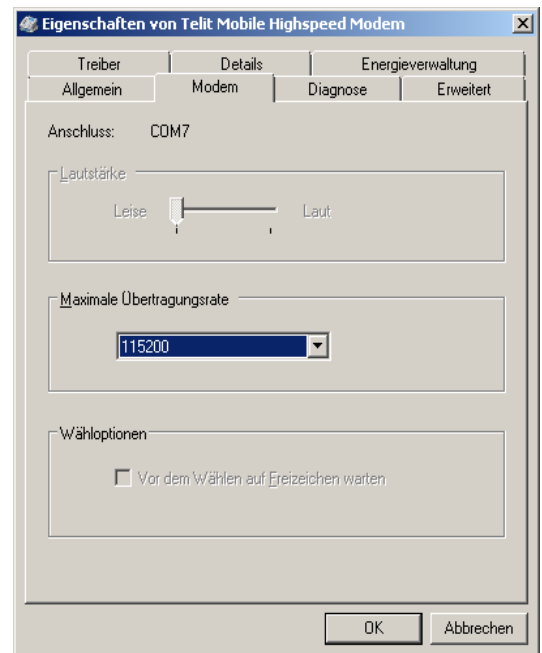 Eigenschaften von Telit Mobile Highspeed Modem
Treiber Details Energieverwaltung
Allgemein Modem Diagnose Erweitert
Anschluss: COM7
Lautstärke
Leise Laut
Maximale Übertragungsrate
115200
Wähloptionen
Vor dem Wählen auf Freizeichen warten
OK Abbrechen